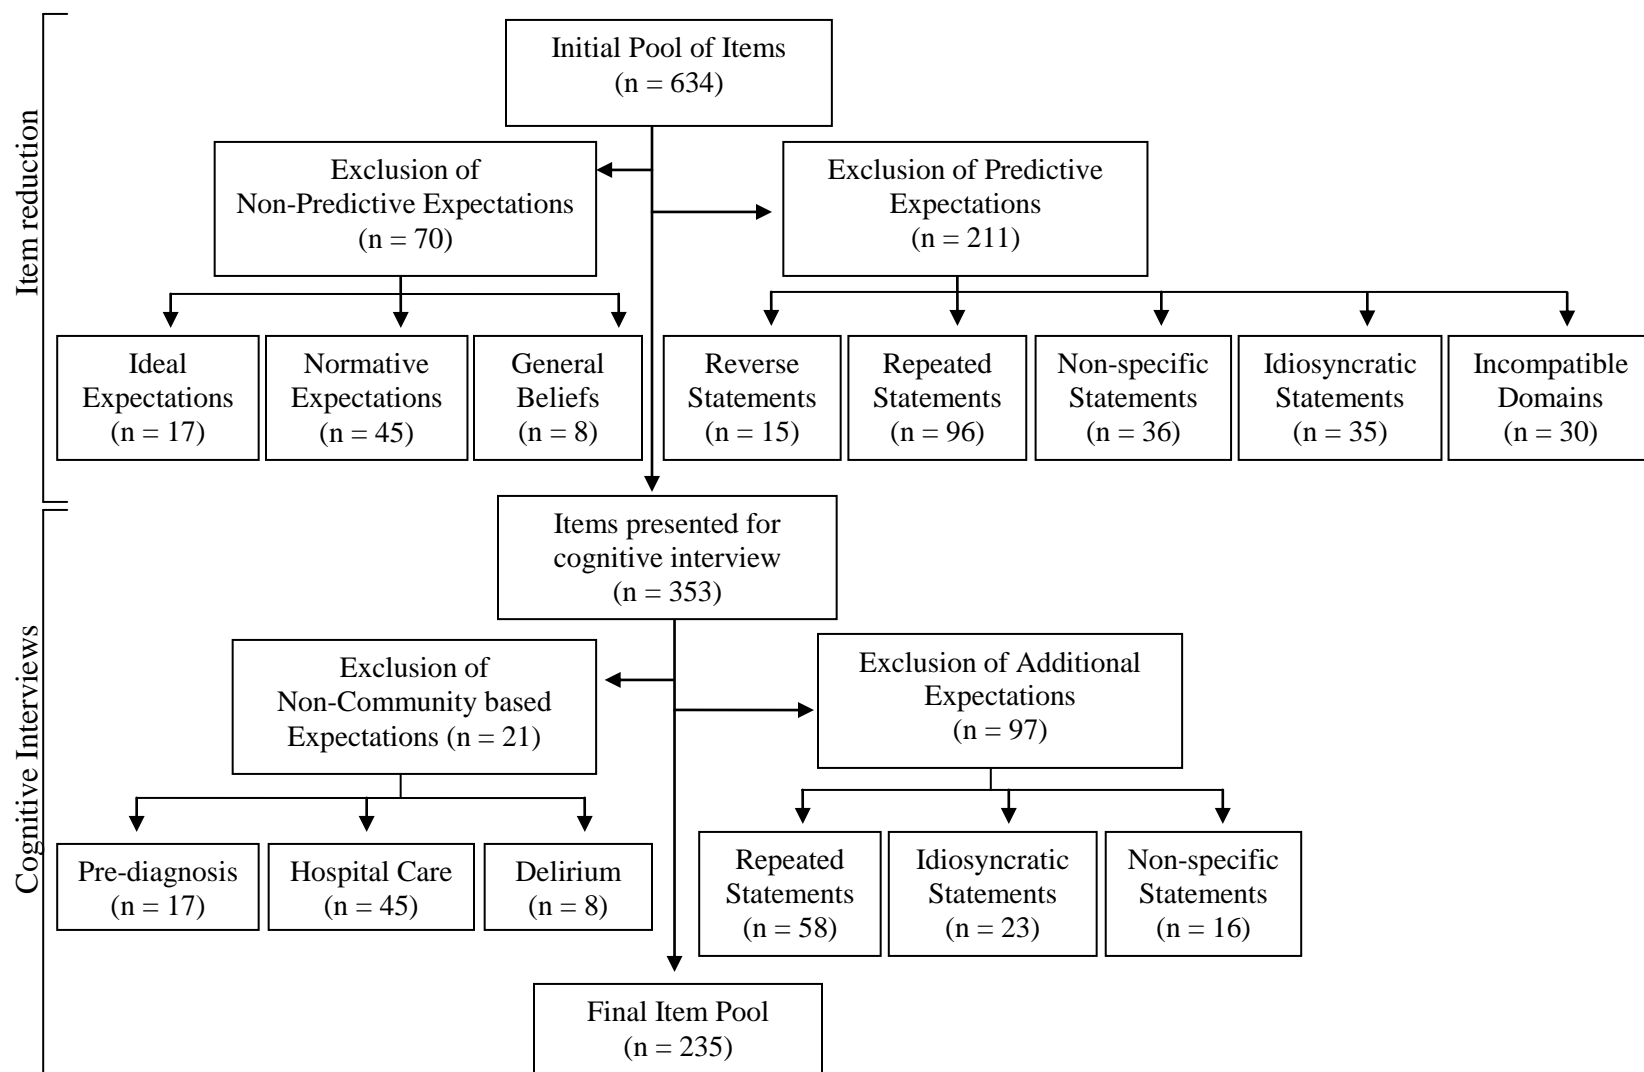 Item reduction
Initial Pool of Items
(n = 634)
Exclusion of
Non-Predictive Expectations
(n = 70)
Exclusion of Predictive
Expectations
(n = 211)
Ideal
Expectations
(n = 17)
Normative
Expectations
(n = 45)
General
Beliefs
(n = 8)
Reverse
Statements
(n = 15)
Repeated
Statements
(n = 96)
Non-specific
Statements
(n = 36)
Idiosyncratic
Statements
(n = 35)
Incompatible
Domains
(n = 30)
Cognitive Interviews
Items presented for
cognitive interview
(n = 353)
Exclusion of
Non-Community based
Expectations (n = 21)
Exclusion of Additional
Expectations
(n = 97)
Pre-diagnosis
(n = 17)
Hospital Care
(n = 45)
Delirium
(n = 8)
Repeated
Statements
(n = 58)
Idiosyncratic
Statements
(n = 23)
Non-specific
Statements
(n = 16)
Final Item Pool
(n = 235)